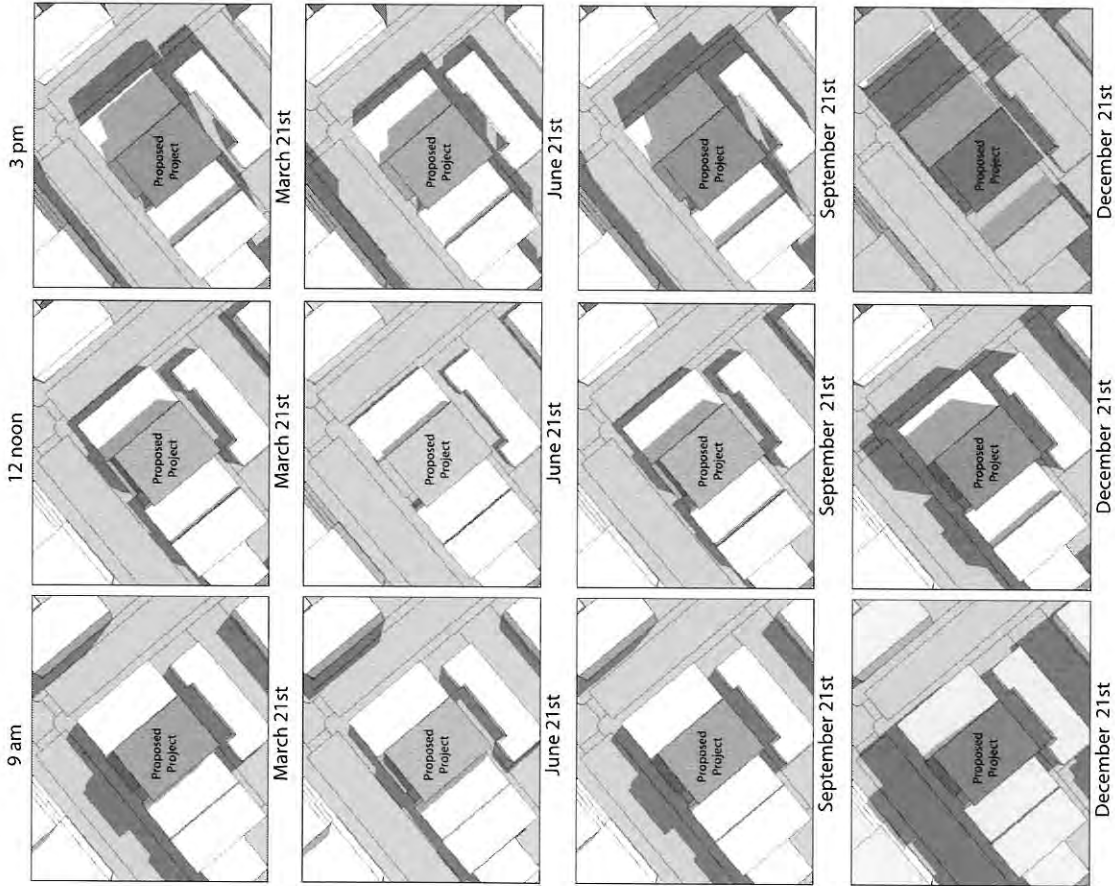 9 am
12 noon
3 pm
Proposed
Project
March 21st
Proposed
Project
March 21st
Proposed
Project
March 21st
Proposed
Project
June 21st
Proposed
Project
June 21st
Proposed
Project
June 21st
Proposed
Project
September 21st
Proposed
Project
September 21st
Proposed
Project
September 21st
Proposed
Project
December 21st
Proposed
Project
December 21st
Proposed
Project
December 21st